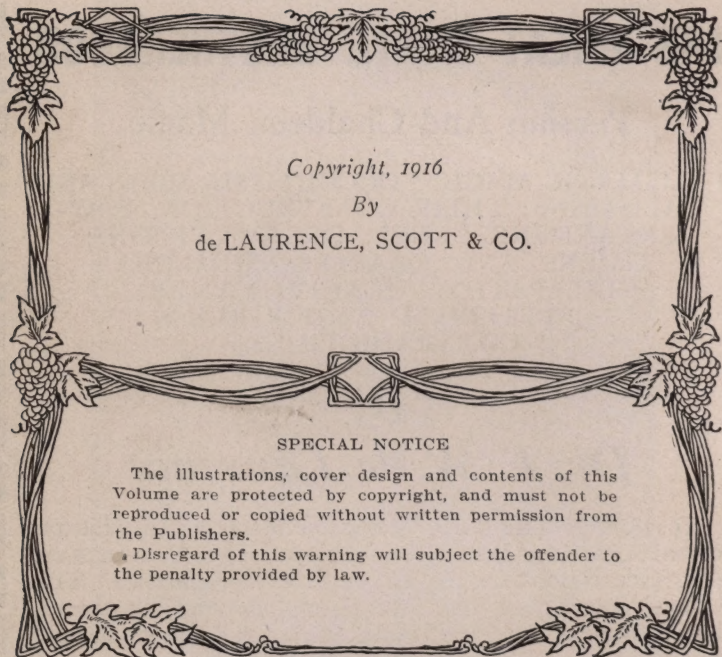 Copyright, 1916
By
de LAURENCE, SCOTT & CO.
SPECIAL NOTICE
The illustrations, cover design and contents of this
Volume are protected by copyright, and must not be
reproduced or copied without written permission from
the Publishers.
Disregard of this warning will subject the offender to
the penalty provided by law.